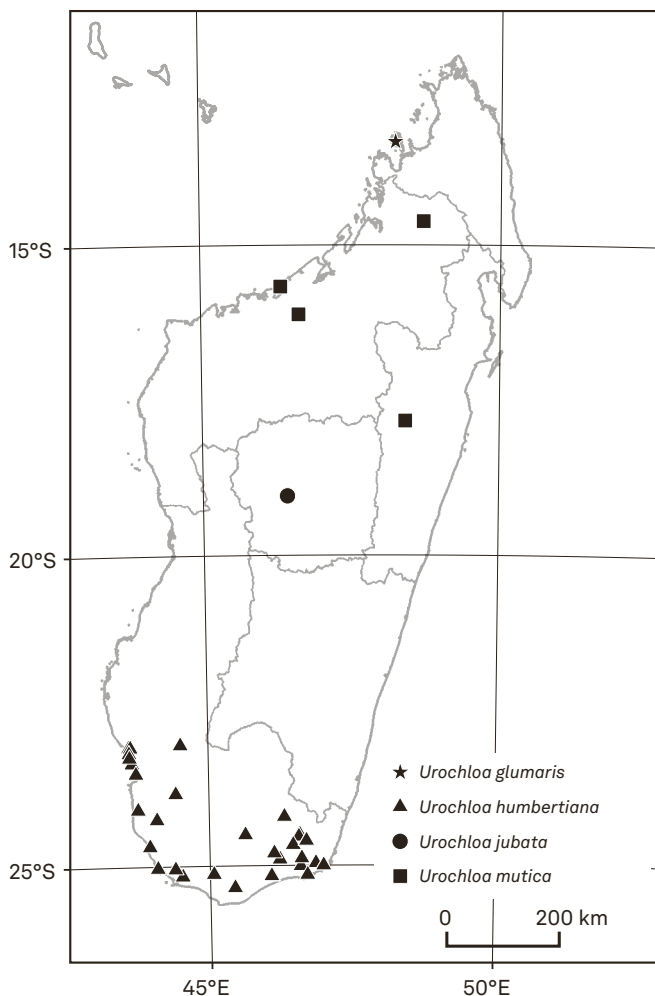 15°S
20°S
Urochloa glumaris
Urochloa humbertiana
Urochloa jubata
25°S
Urochloa mutica
0 200 km
45°E 50°E